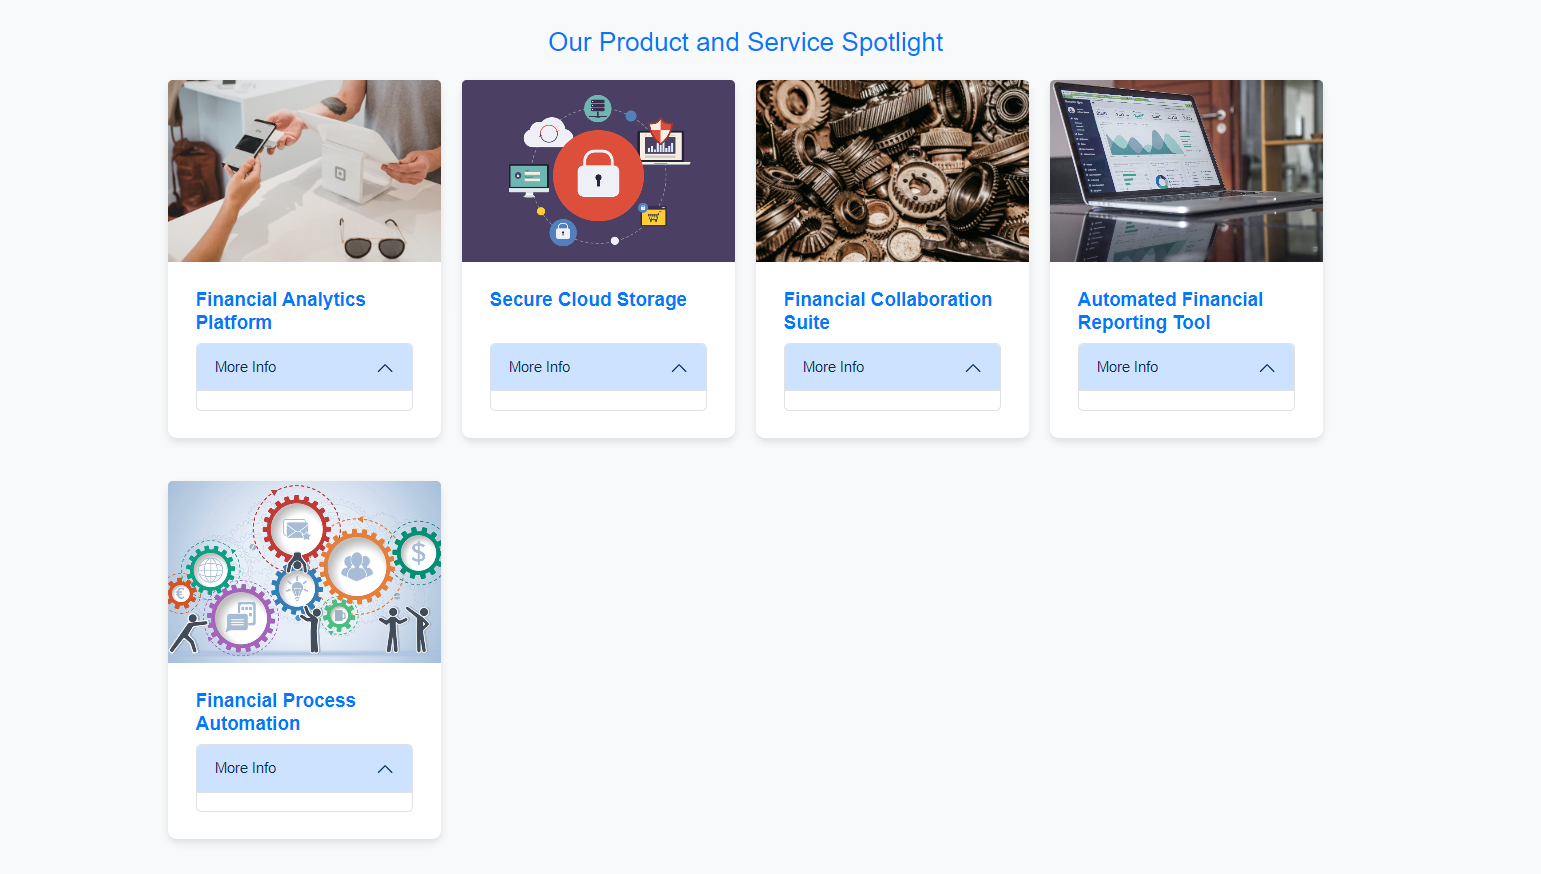 Our Product and Service Spotlight
Financial Analytics
Platform
More Info
Secure Cloud Storage
More Info
Financial Collaboration
Suite
More Info
Automated Financial
Reporting Tool
More Info
€
$
Financial Process
Automation
More Info